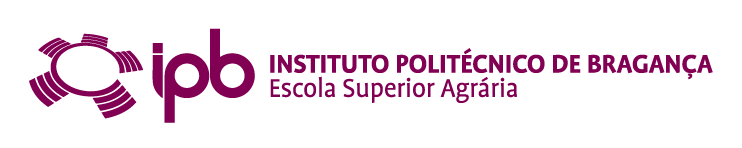 ipb
INSTITUTO POLITÉCNICO DE BRAGANÇA
Escola Superior Agrária